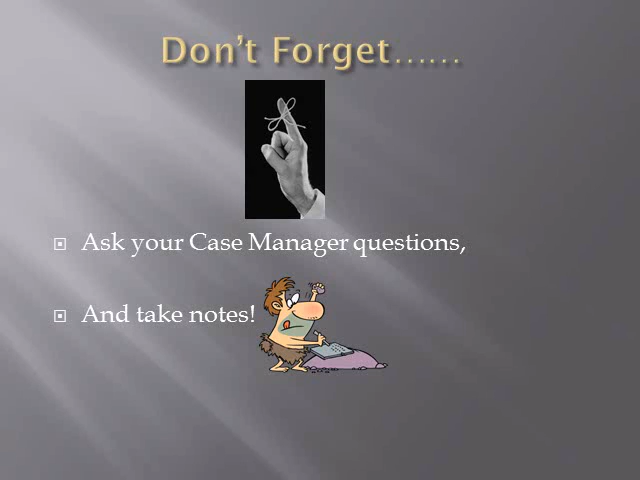 Don't Forget……
Ask your Case Manager questions,
And take notes!